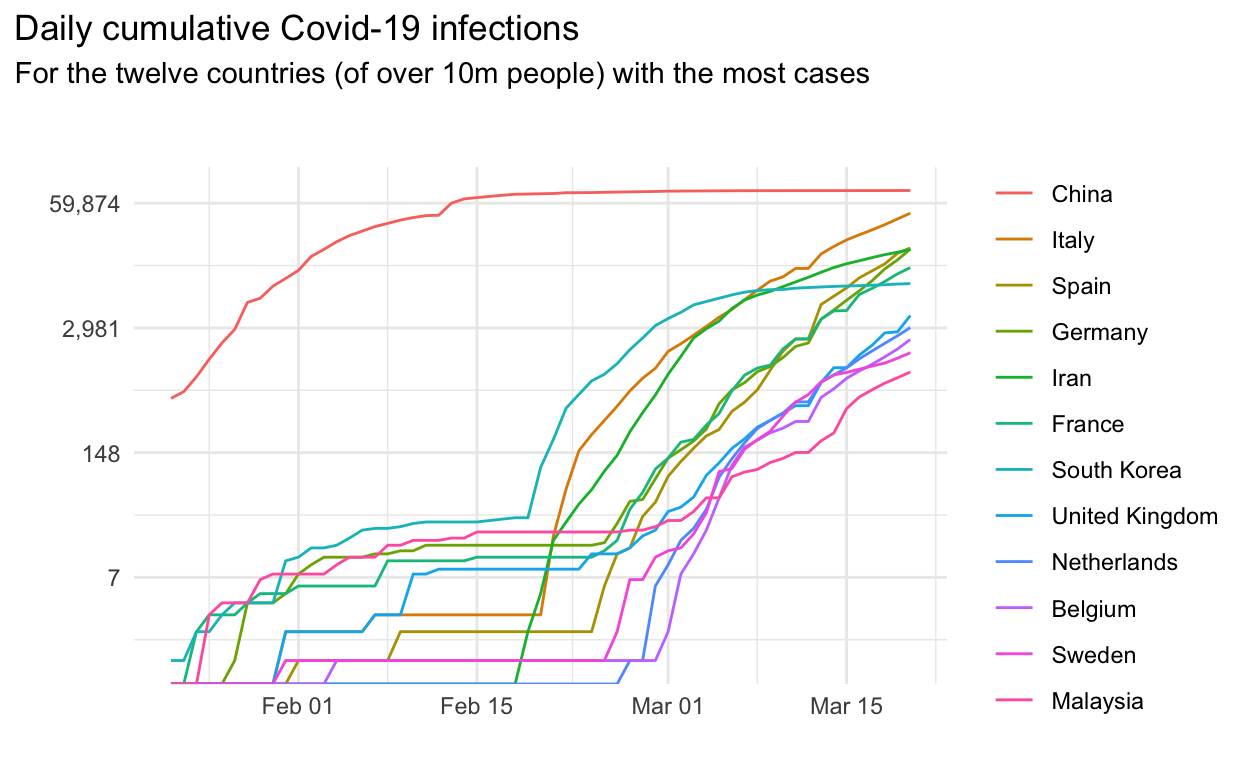 Daily cumulative Covid-19 infections
For the twelve countries (of over 10m people) with the most cases
59,874
2,981
148
7
Feb 01
Feb 15
Mar 01
Mar 15
China
Italy
Spain
Germany
Iran
France
South Korea
United Kingdom
Netherlands
Belgium
Sweden
Malaysia